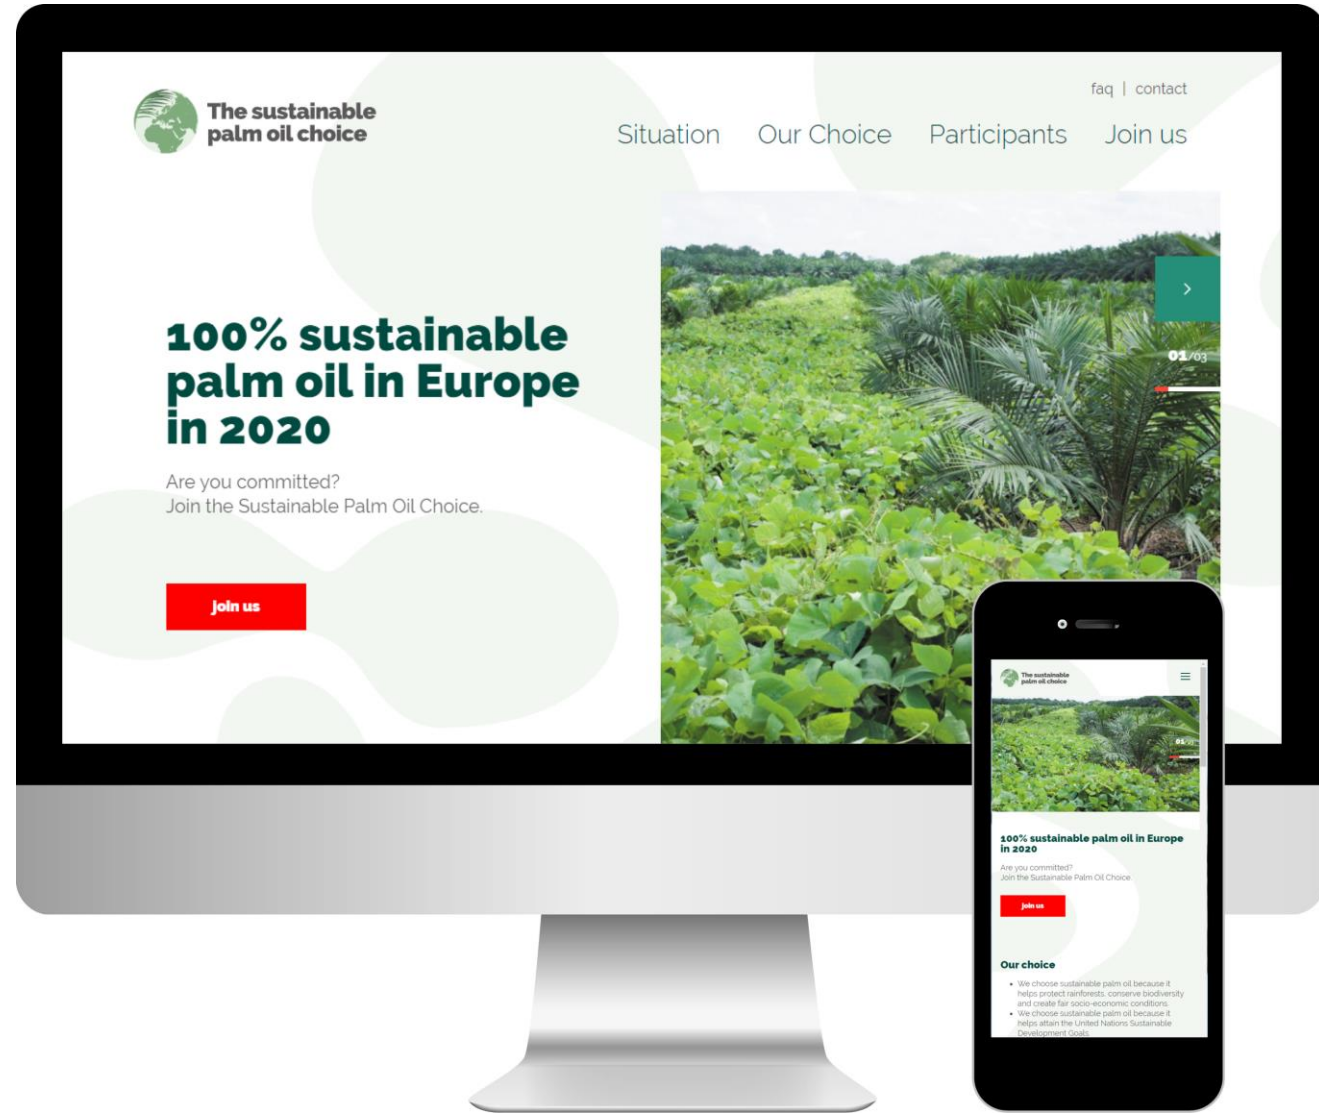 The sustainable
palm oil choice
faq | contact
Situation Our Choice Participants Join us
100% sustainable
palm oil in Europe
in 2020
Are you committed?
Join the Sustainable Palm Oil Choice.
join us
01/03
The sustainable
palm oil choice
01/03
100% sustainable palm oil in Europe
in 2020
Are you committed?
Join the Sustainable Palm Oil Choice.
join us
Our choice
• We choose sustainable palm oil because it
helps protect rainforests, conserve biodiversity
and create fair socio-economic conditions.
• We choose sustainable palm oil because it
helps attain the United Nations Sustainable
Development Goals.